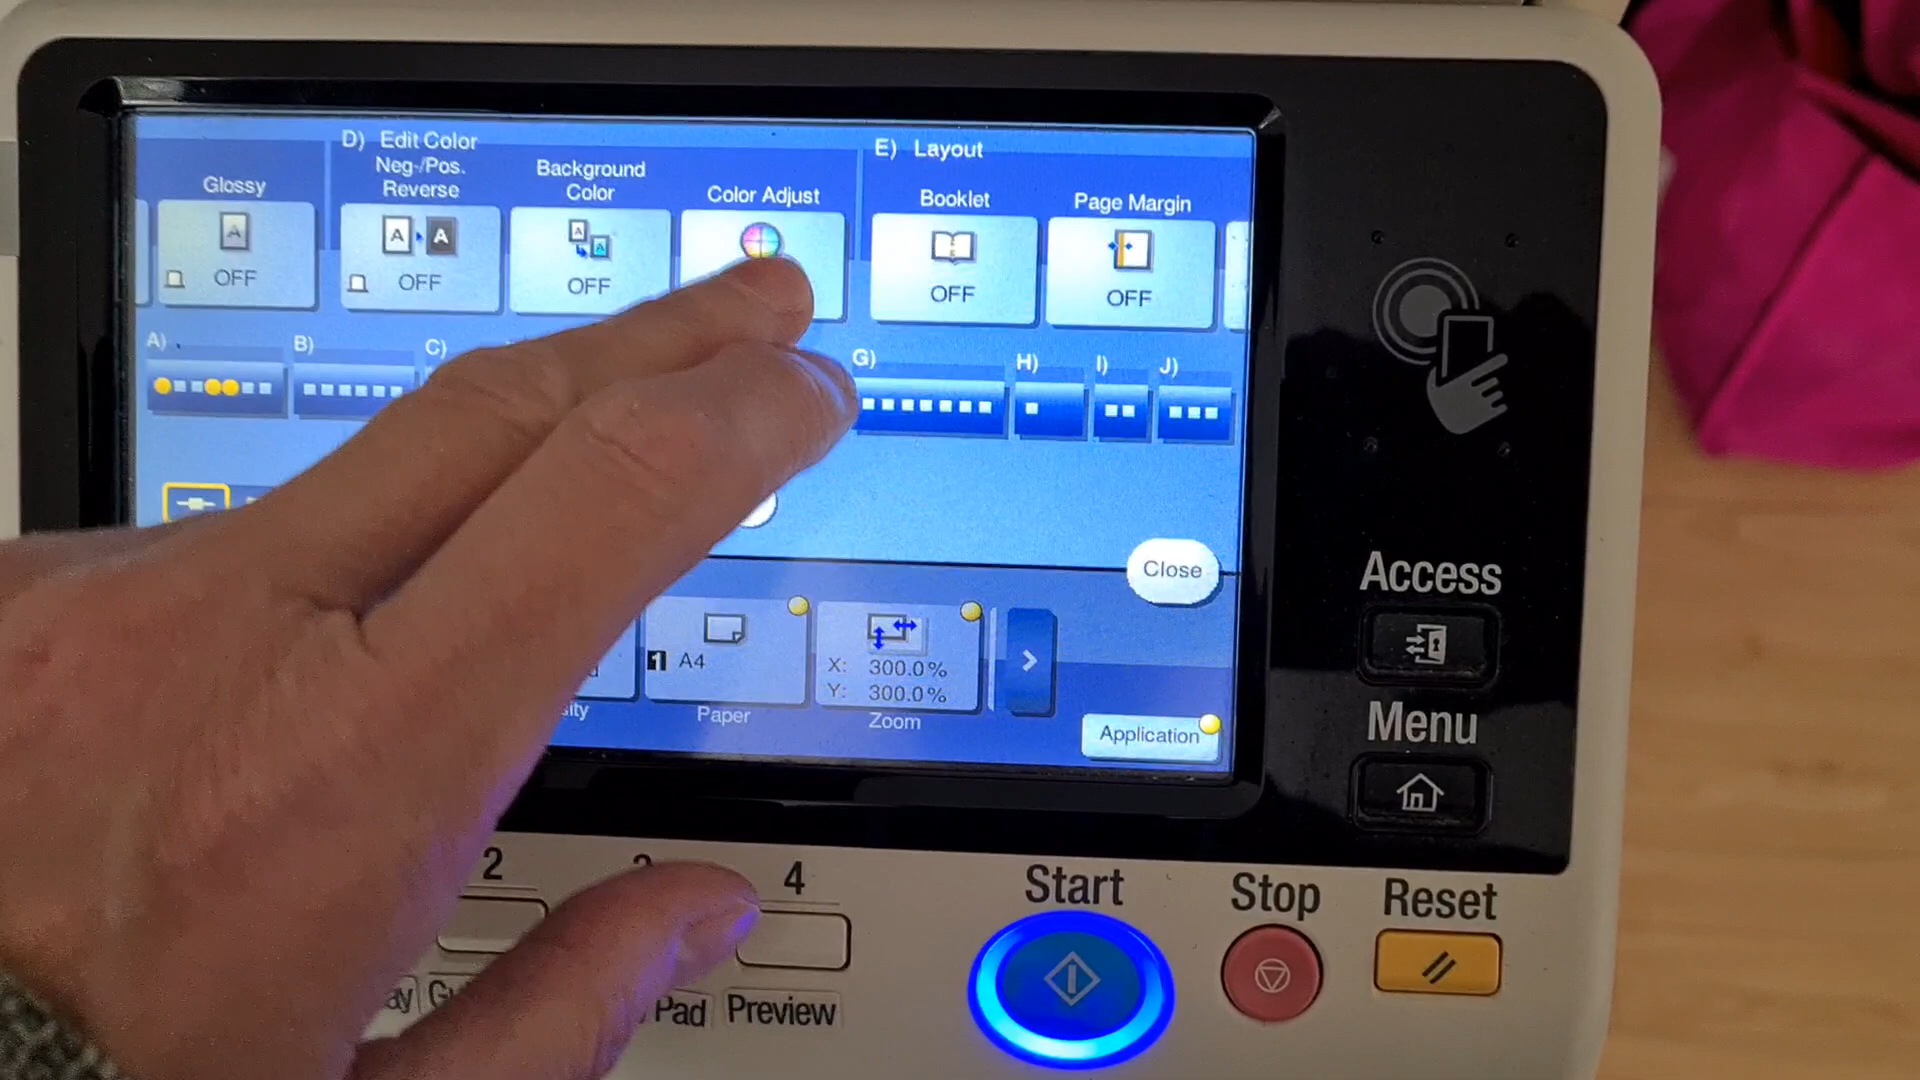 D) Edit Color
E) Layout
Glossy
Neg-/Pos.
Reverse
Background
Color
Color Adjust
Booklet
Page Margin
OFF
OFF
OFF
OFF
OFF
A)
B)
C)
G)
H)
I)
J)
Close
1 A4
X: 300.0%
Y: 300.0%
Paper
Zoom
Application
Access
Menu
2
4
Start
Stop
Reset
Pad
Preview